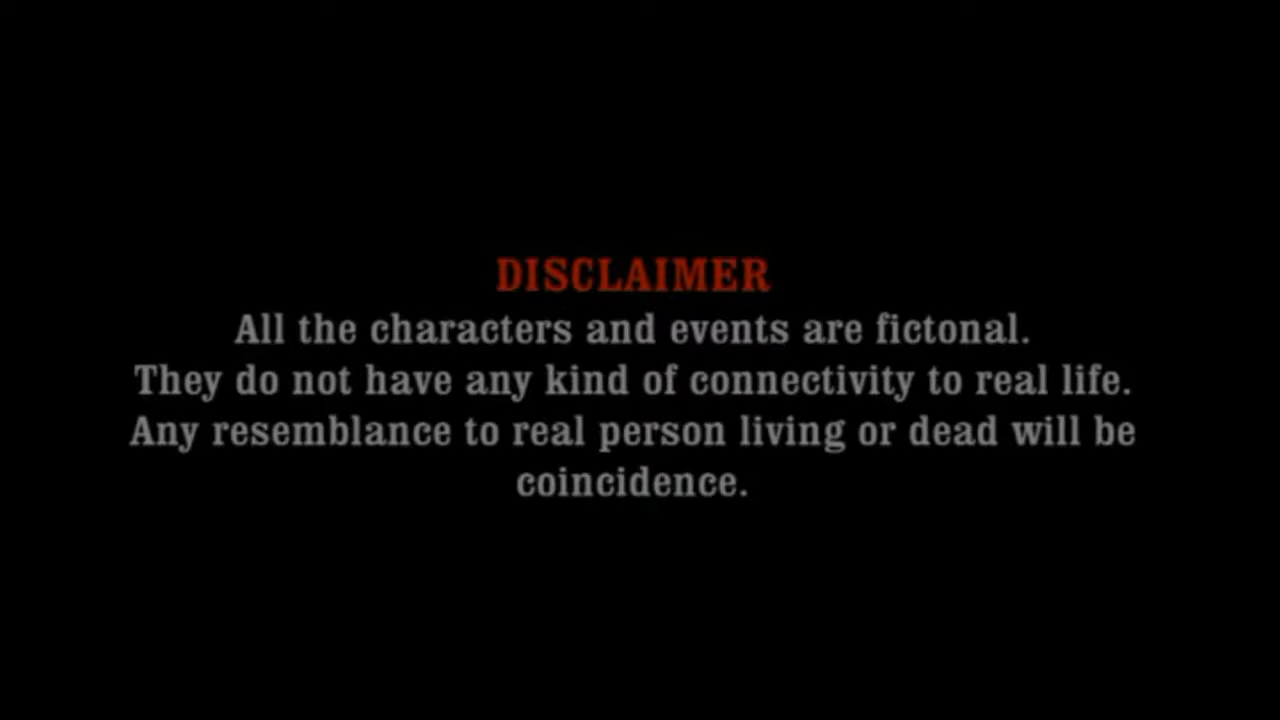 DISCLAIMER
All the characters and events are fictonal.
They do not have any kind of connectivity to real life.
Any resemblance to real person living or dead will be
coincidence.